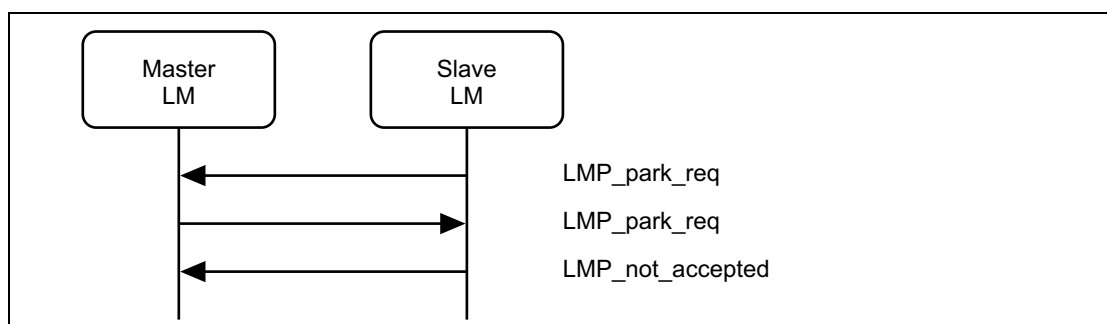 Master
LM
Slave
LM
LMP_park_req
LMP_park_req
LMP_not_accepted